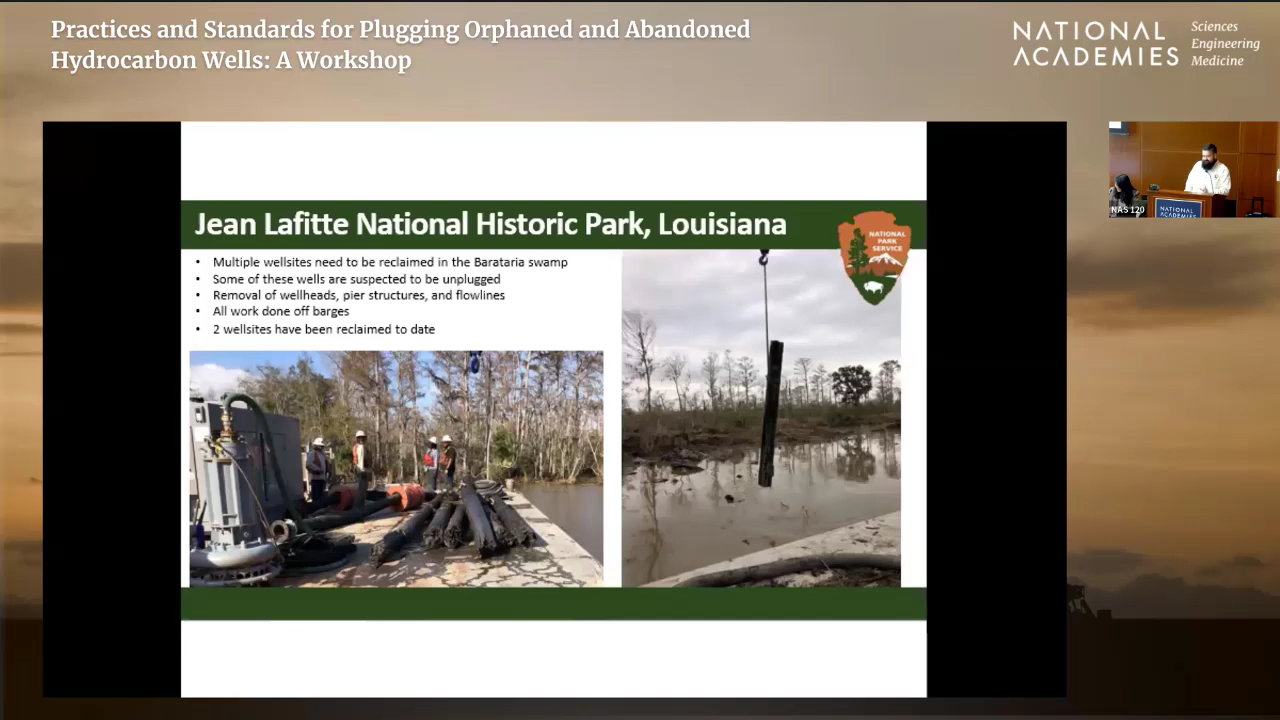 Practices and Standards for Plugging Orphaned and Abandoned
Hydrocarbon Wells: A Workshop
NATIONAL
ACADEMIES
Sciences
Engineering
Medicine
Jean Lafitte National Historic Park, Louisiana
NATIONAL
PARK
SERVICE
• Multiple wellsites need to be reclaimed in the Barataria swamp
• Some of these wells are suspected to be unplugged
• Removal of wellheads, pier structures, and flowlines
• All work done off barges
• 2 wellsites have been reclaimed to date
NAS 120
NATIONAL
ACADEMIES